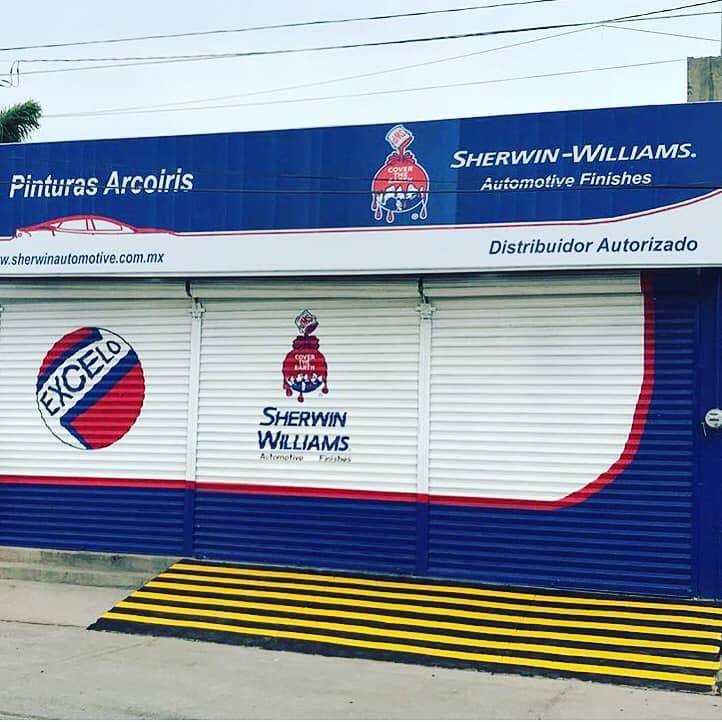 Pinturas Arcoiris
COVER
THE
SHERWIN-WILLIAMS.
Automotive Finishes
w.sherwinautomotive.com.mx
Distribuidor Autorizado
EXCELO
COVER
THE
EARTH
SHERWIN
WILLIAMS
Automotive Finishes